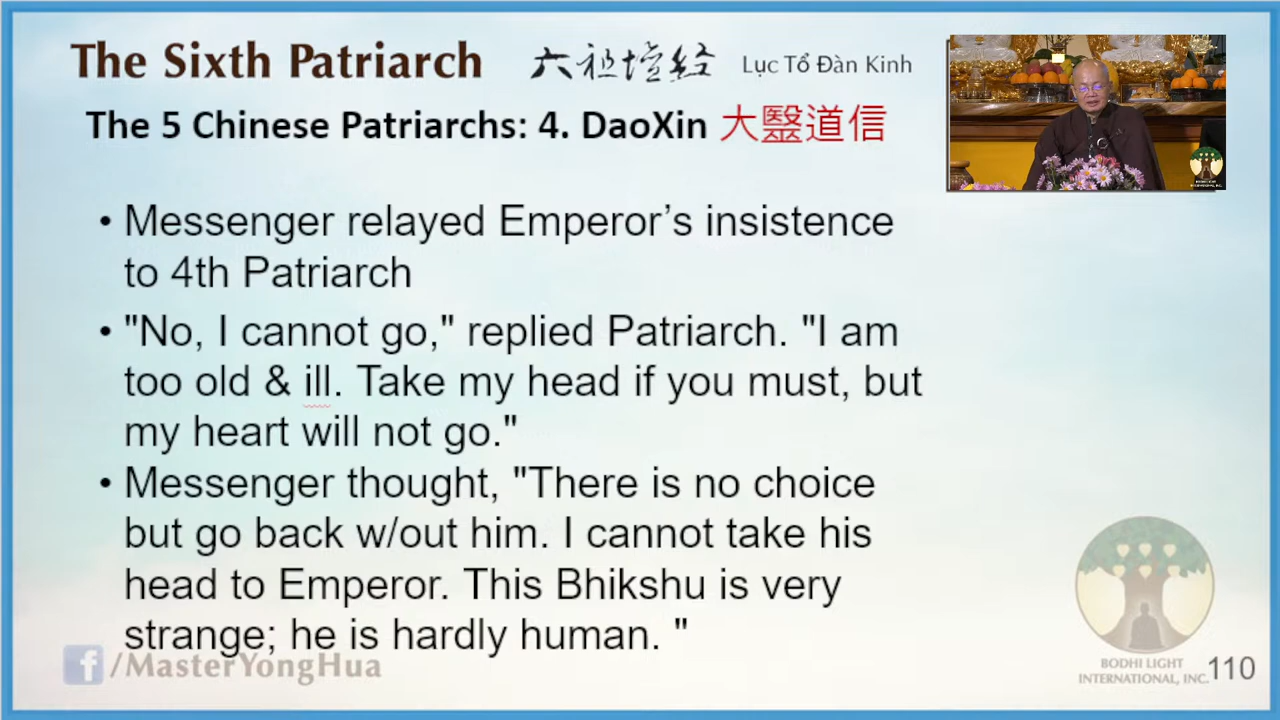 The Sixth Patriarch 六祖壇经 Lục Tổ Đàn Kinh
The 5 Chinese Patriarchs: 4. DaoXin 大毉道信
• Messenger relayed Emperor’s insistence
to 4th Patriarch
• "No, I cannot go," replied Patriarch. "I am
too old & ill. Take my head if you must, but
my heart will not go."
• Messenger thought, "There is no choice
but go back w/out him. I cannot take his
head to Emperor. This Bhikshu is very
strange; he is hardly human. "
f/MasterYongHua
BODHI LIGHT
INTERNATIONAL, INC.
110